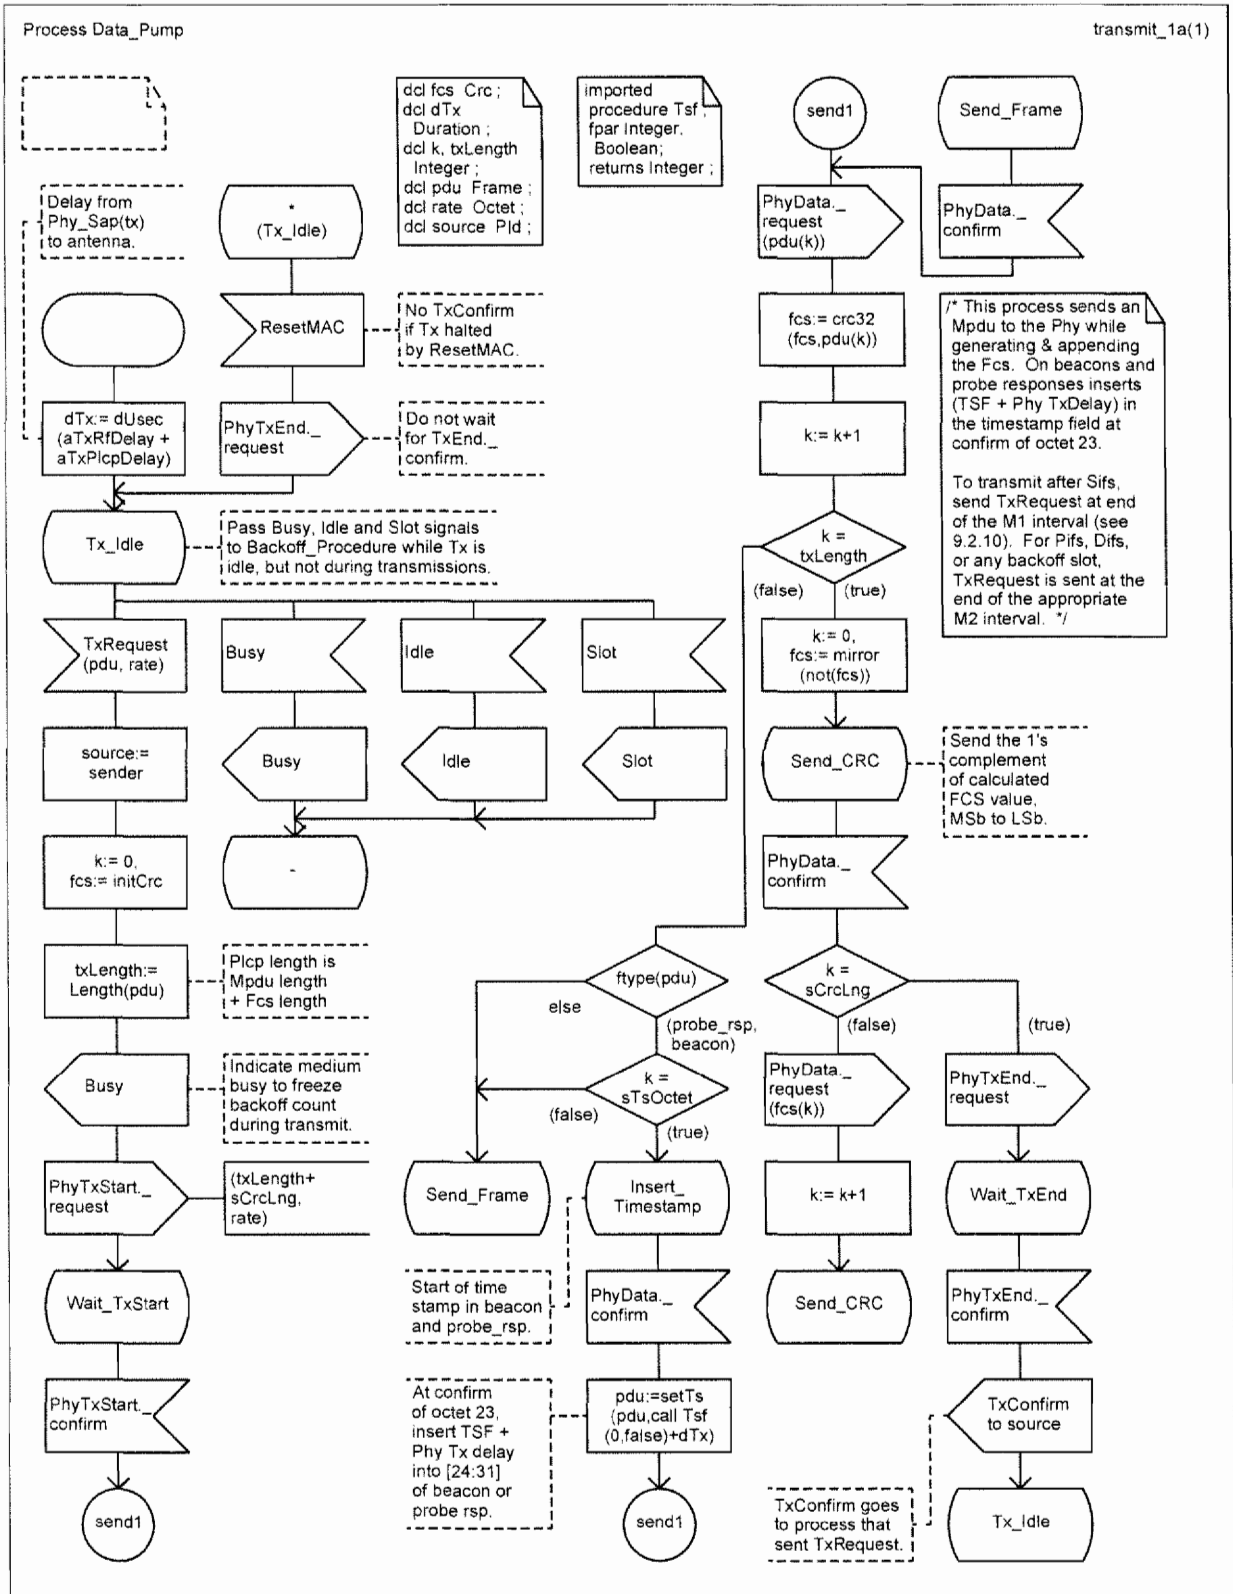 Process Data_Pump
transmit_1a(1)
dcl fcs Crc ;
dcl dTx
Duration ;
dcl k, txLength
Integer ;
dcl pdu Frame ;
dcl rate Octet ;
dcl source PId ;
imported
procedure Tsf ;
fpar Integer,
Boolean;
returns Integer ;
Delay from
Phy_Sap(tx)
to antenna.
*
(Tx_Idle)
ResetMAC
No TxConfirm
if Tx halted
by ResetMAC.
dTx:= dUsec
(aTxRfDelay +
aTxPlcpDelay)
PhyTxEnd._
request
Do not wait
for TxEnd._
confirm.
Tx_Idle
Pass Busy, Idle and Slot signals
to Backoff_Procedure while Tx is
idle, but not during transmissions.
TxRequest
(pdu, rate)
Busy
Idle
Slot
source:=
sender
Busy
Idle
Slot
k:= 0,
fcs:= initCrc
-
txLength:=
Length(pdu)
Plcp length is
Mpdu length
+ Fcs length
Busy
Indicate medium
busy to freeze
backoff count
during transmit.
PhyTxStart._
request
(txLength+
sCrcLng,
rate)
Wait_TxStart
PhyTxStart._
confirm
send1
send1
Send_Frame
PhyData._
request
(pdu(k))
PhyData._
confirm
fcs:= crc32
(fcs,pdu(k))
k:= k+1
/* This process sends an
Mpdu to the Phy while
generating & appending
the Fcs. On beacons and
probe responses inserts
(TSF + Phy TxDelay) in
the timestamp field at
confirm of octet 23.
To transmit after Sifs,
send TxRequest at end
of the M1 interval (see
9.2.10). For Pifs, Difs,
or any backoff slot,
TxRequest is sent at the
end of the appropriate
M2 interval. */
k =
txLength
(false)
(true)
k:= 0,
fcs:= mirror
(not(fcs))
Send_CRC
Send the 1's
complement
of calculated
FCS value,
MSb to LSb.
PhyData._
confirm
k =
sCrcLng
(false)
(true)
PhyData._
request
(fcs(k))
PhyTxEnd._
request
k:= k+1
Wait_TxEnd
Send_CRC
PhyTxEnd._
confirm
TxConfirm
to source
TxConfirm goes
to process that
sent TxRequest.
Tx_Idle
ftype(pdu)
else
(probe_rsp,
beacon)
k =
sTsOctet
(false)
(true)
Send_Frame
Insert_
Timestamp
Start of time
stamp in beacon
and probe_rsp.
PhyData._
confirm
At confirm
of octet 23,
insert TSF +
Phy Tx delay
into [24:31]
of beacon or
probe rsp.
pdu:=setTs
(pdu,call Tsf
(0,false)+dTx)
send1